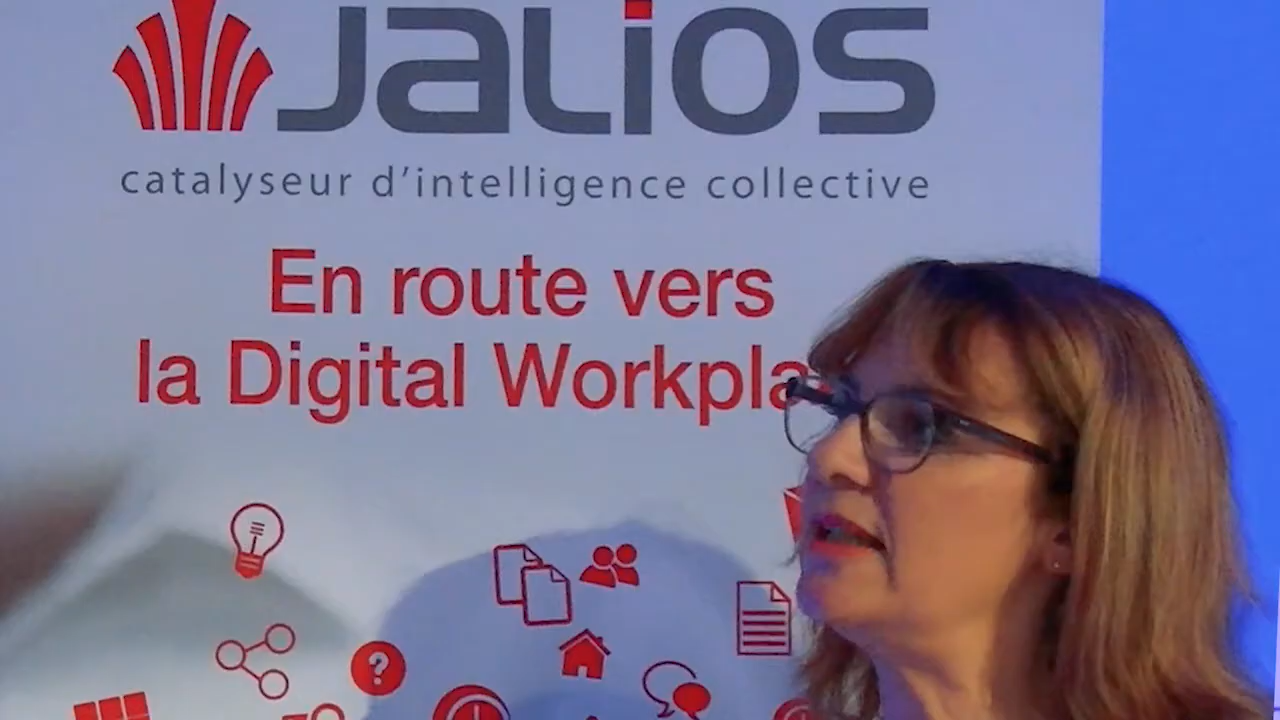 JALIOS
catalyseur d'intelligence collective
En route vers
la Digital Workpla
?